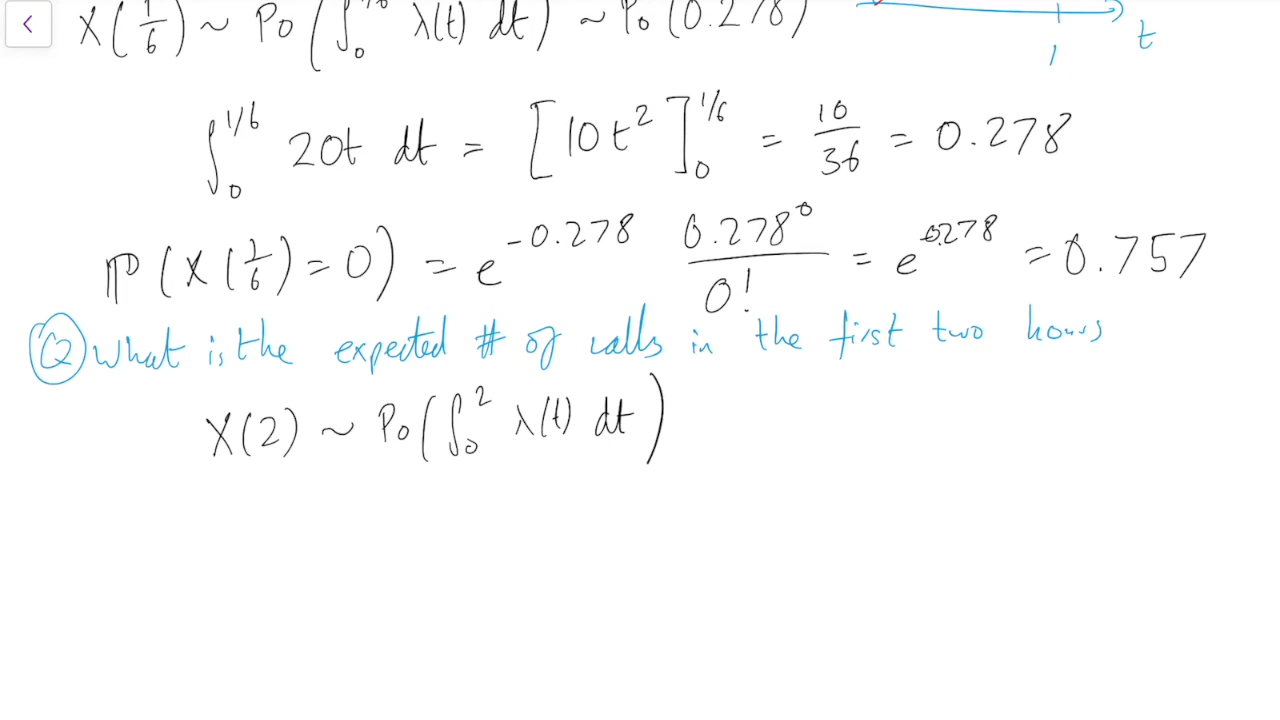 X(1/6) ~ Po(∫₀^1/6 λ(t) dt) ~ Po(0.278)
t
1
∫₀^1/6 20t dt = [10t²]₀^1/6 = 10/36 = 0.278
ℙ(X(1/6)=0) = e^-0.278 0.278⁰/0! = e^-0.278 = 0.757
Q What is the expected # of calls in the first two hours
X(2) ~ Po(∫₀² λ(t) dt)